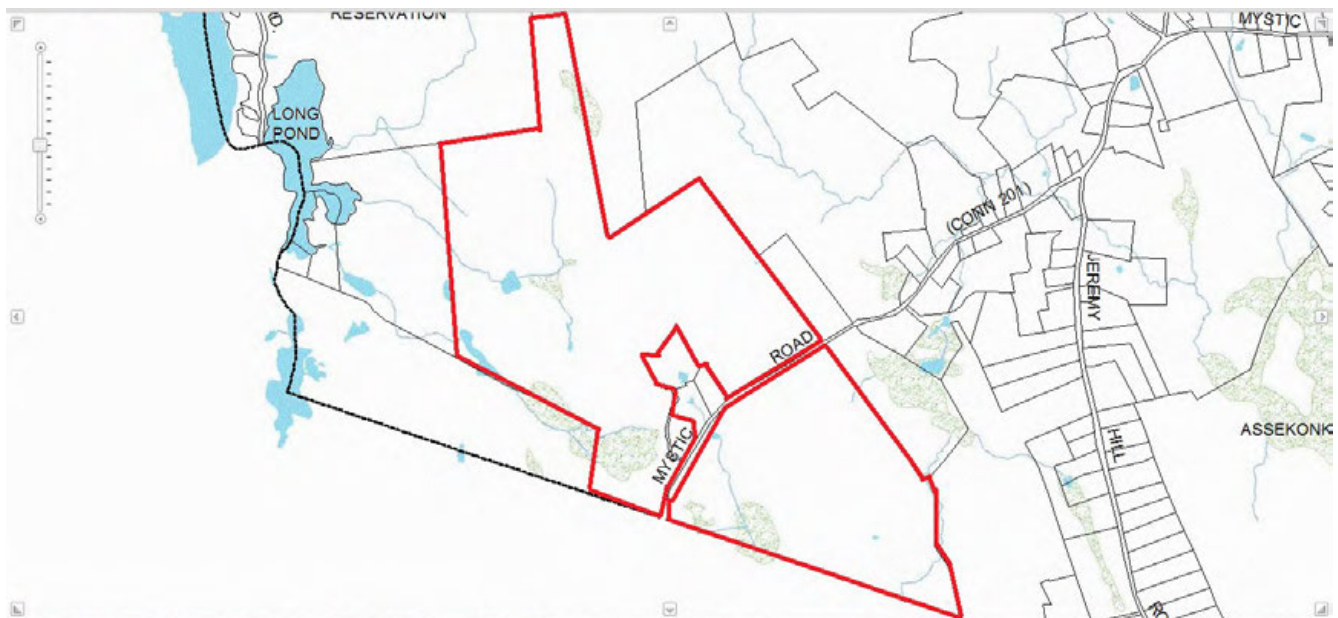 RESERVATION
D.
MYSTIC
LONG
POND
(CONN 201)
JEREMY
ROAD
MYSTIC
HILL
ASSEKONK